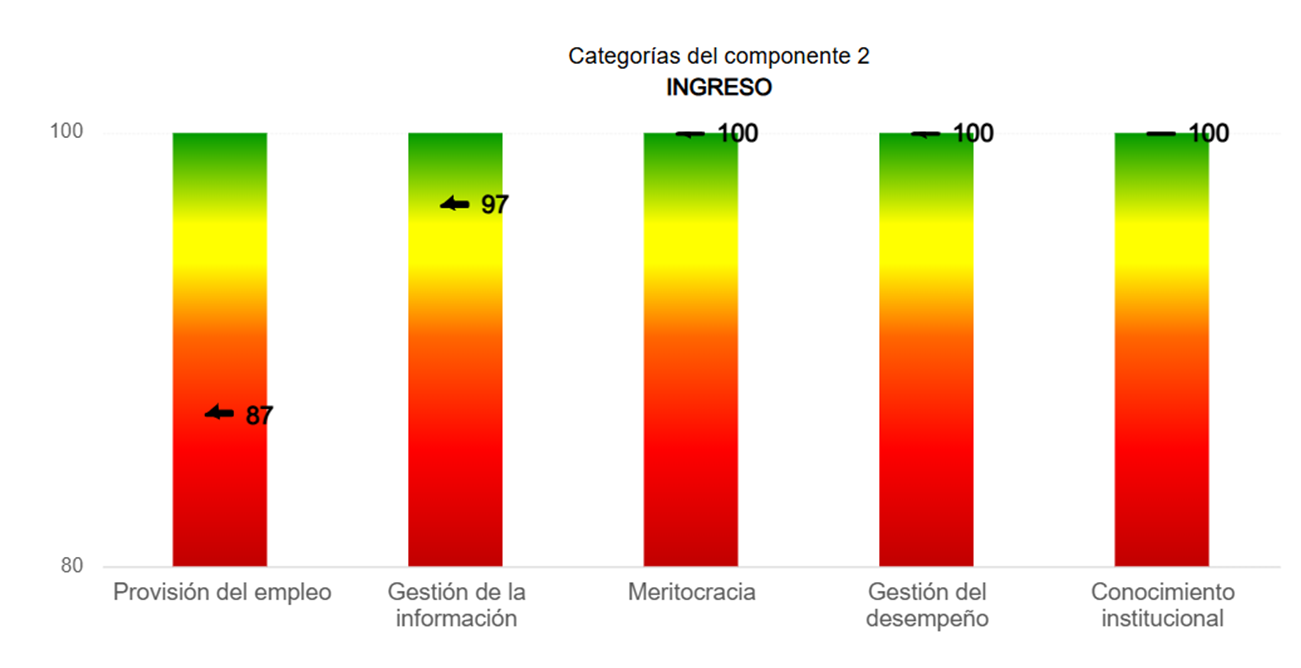 Categorías del componente 2
INGRESO
100
100
100
100
97
87
80
Provisión del empleo
Gestión de la
información
Meritocracia
Gestión del
desempeño
Conocimiento
institucional